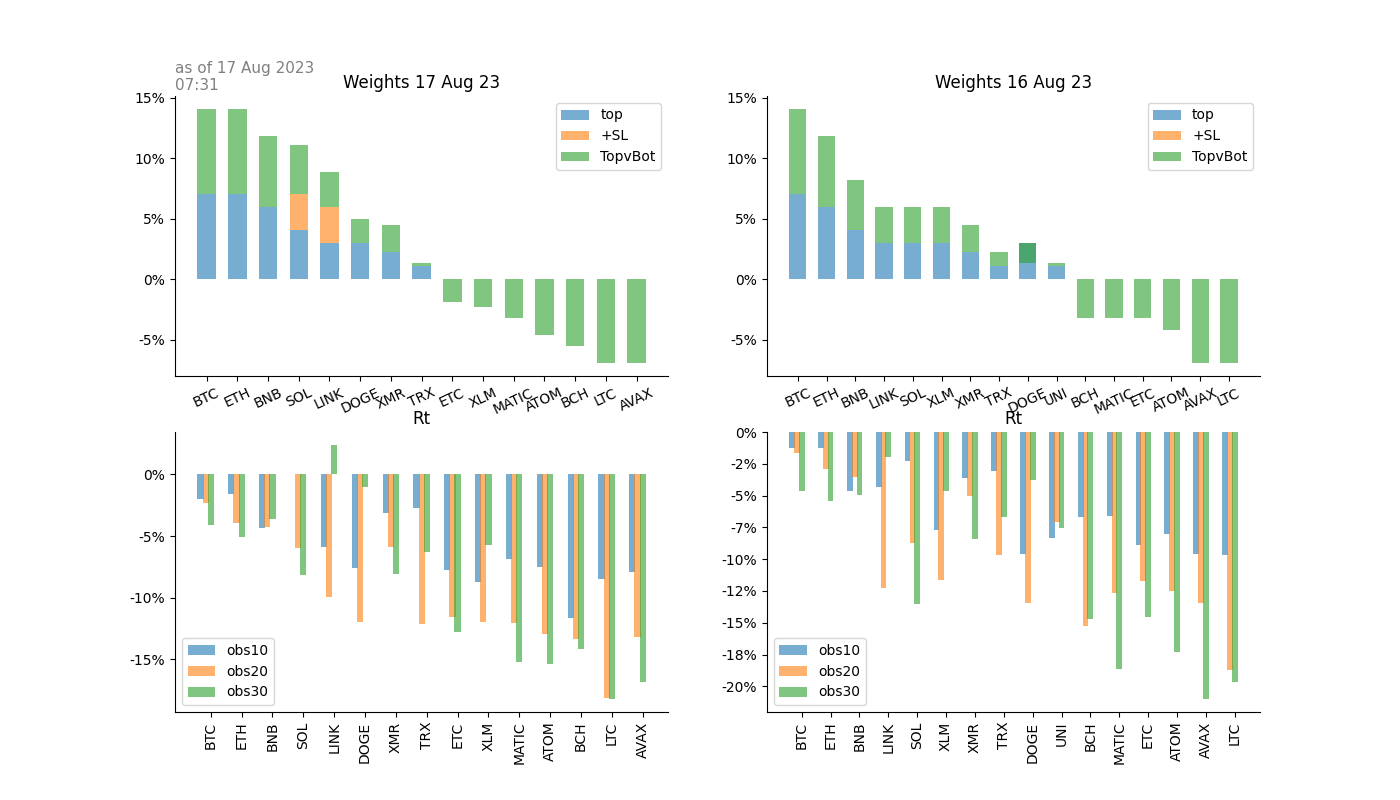 as of 17 Aug 2023
07:31
Weights 17 Aug 23
15%
10%
5%
0%
-5%
top
+SL
TopvBot
BTC ETH BNB SOL LINK DOGE XMR TRX ETC XLM MATIC ATOM BCH LTC AVAX
Weights 16 Aug 23
15%
10%
5%
0%
-5%
top
+SL
TopvBot
BTC ETH BNB LINK SOL XLM XMR TRX DOGE UNI BCH MATIC ETC ATOM AVAX LTC
Rt
0%
-5%
-10%
-15%
obs10
obs20
obs30
BTC ETH BNB SOL LINK DOGE XMR TRX ETC XLM MATIC ATOM BCH LTC AVAX
Rt
0%
-2%
-5%
-7%
-10%
-12%
-15%
-18%
-20%
obs10
obs20
obs30
BTC ETH BNB LINK SOL XLM XMR TRX DOGE UNI BCH MATIC ETC ATOM AVAX LTC